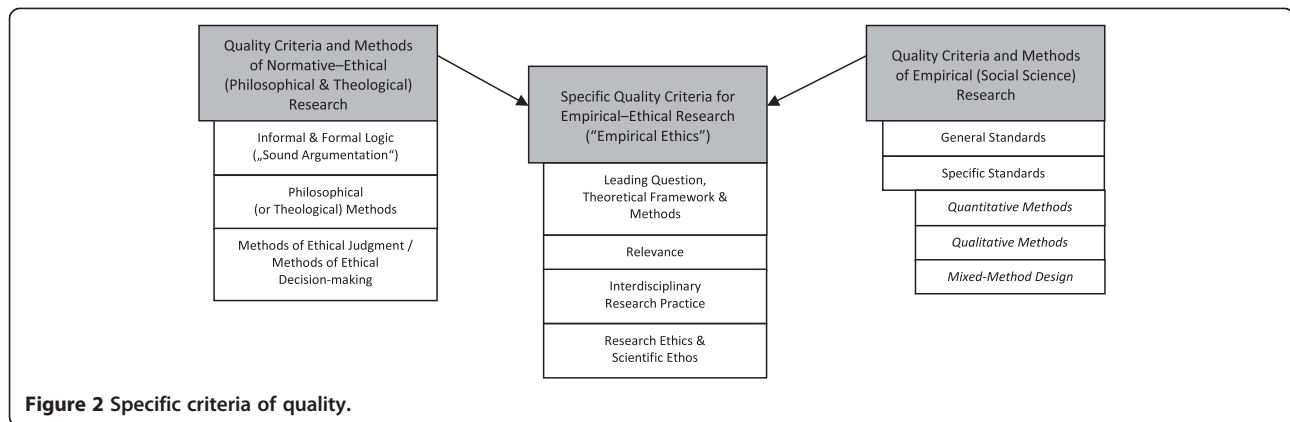 Quality Criteria and Methods
of Normative–Ethical
(Philosophical & Theological)
Research
Informal & Formal Logic
(„Sound Argumentation“)
Philosophical
(or Theological) Methods
Methods of Ethical Judgment /
Methods of Ethical
Decision-making
Specific Quality Criteria for
Empirical–Ethical Research
(“Empirical Ethics”)
Leading Question,
Theoretical Framework &
Methods
Relevance
Interdisciplinary
Research Practice
Research Ethics &
Scientific Ethos
Quality Criteria and Methods
of Empirical (Social Science)
Research
General Standards
Specific Standards
Quantitative Methods
Qualitative Methods
Mixed-Method Design
Figure 2 Specific criteria of quality.